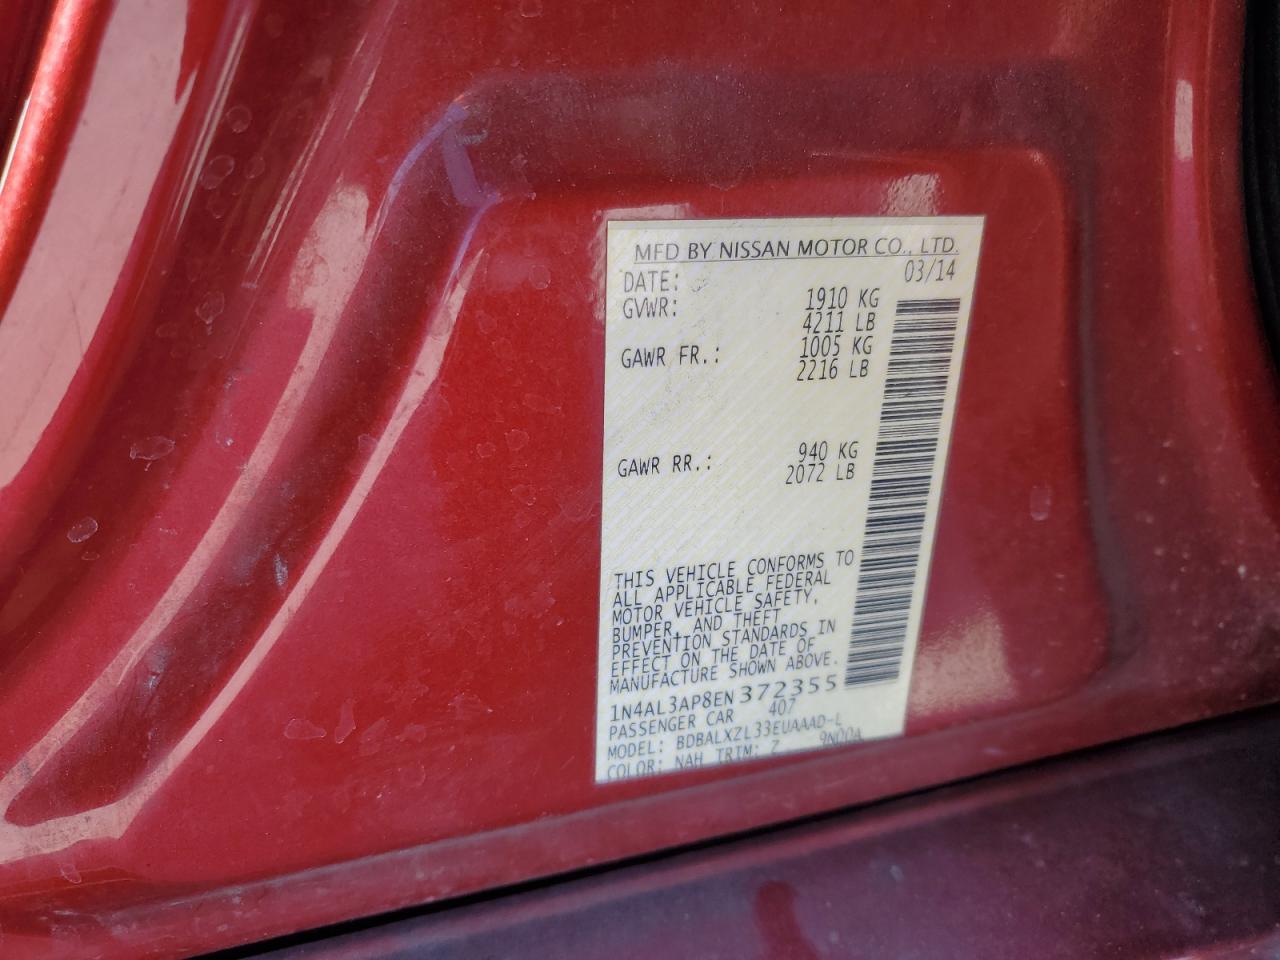 MFD BY NISSAN MOTOR CO., LTD.
DATE: 03/14
GVWR: 1910 KG
4211 LB
GAWR FR.: 1005 KG
2216 LB
GAWR RR.: 940 KG
2072 LB
THIS VEHICLE CONFORMS TO
ALL APPLICABLE FEDERAL
MOTOR VEHICLE SAFETY,
BUMPER, AND THEFT
PREVENTION STANDARDS IN
EFFECT ON THE DATE OF
MANUFACTURE SHOWN ABOVE.
1N4AL3AP8EN372355
PASSENGER CAR 407
MODEL: BDBALXZL33EUAAAD-L
COLOR: NAH TRIM: Z 9N00A